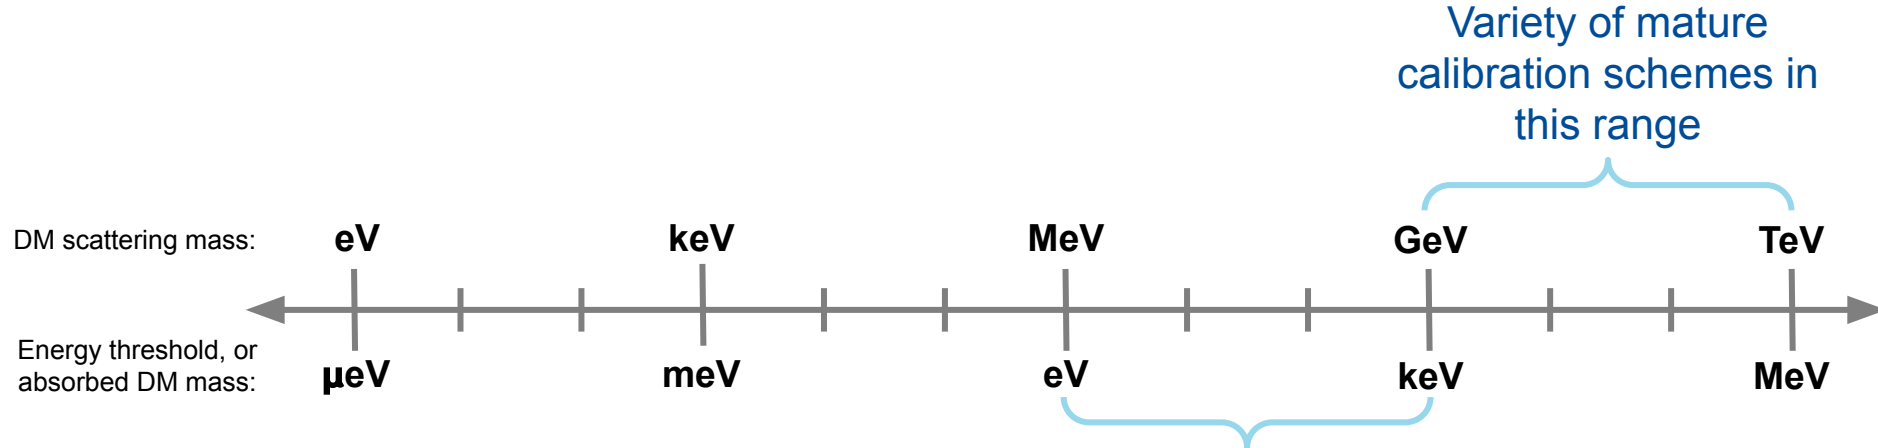 Variety of mature
calibration schemes in
this range
DM scattering mass: eV keV MeV GeV TeV
Energy threshold, or
absorbed DM mass: μeV meV eV keV MeV